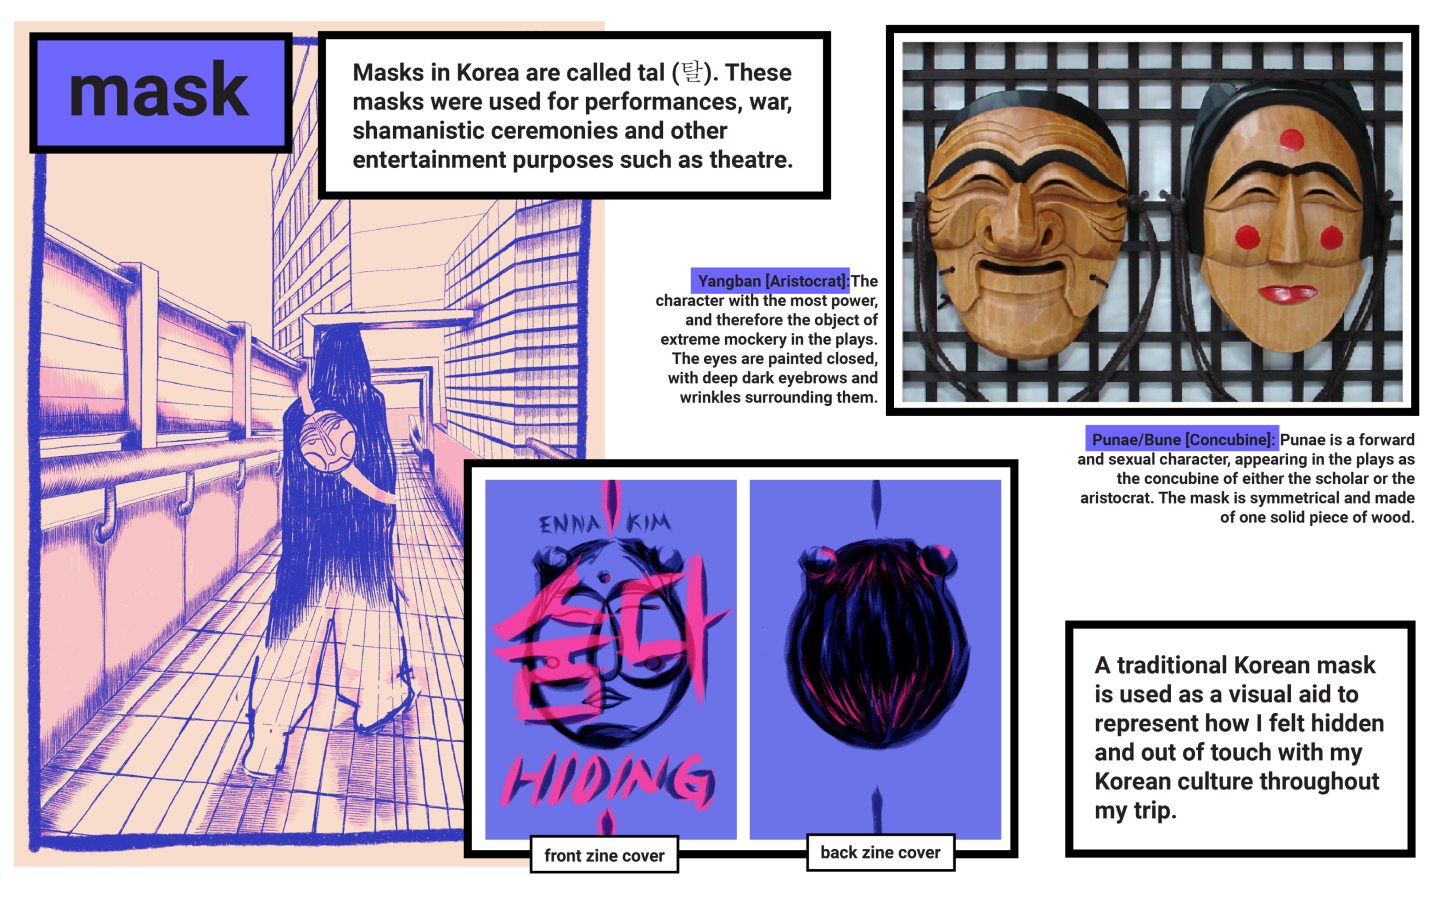 mask
Masks in Korea are called tal (탈). These
masks were used for performances, war,
shamanistic ceremonies and other
entertainment purposes such as theatre.
Yangban [Aristocrat]:The
character with the most power,
and therefore the object of
extreme mockery in the plays.
The eyes are painted closed,
with deep dark eyebrows and
wrinkles surrounding them.
Punae/Bune [Concubine]: Punae is a forward
and sexual character, appearing in the plays as
the concubine of either the scholar or the
aristocrat. The mask is symmetrical and made
of one solid piece of wood.
ENNA KIM
숨다
HIDING
front zine cover
back zine cover
A traditional Korean mask
is used as a visual aid to
represent how I felt hidden
and out of touch with my
Korean culture throughout
my trip.